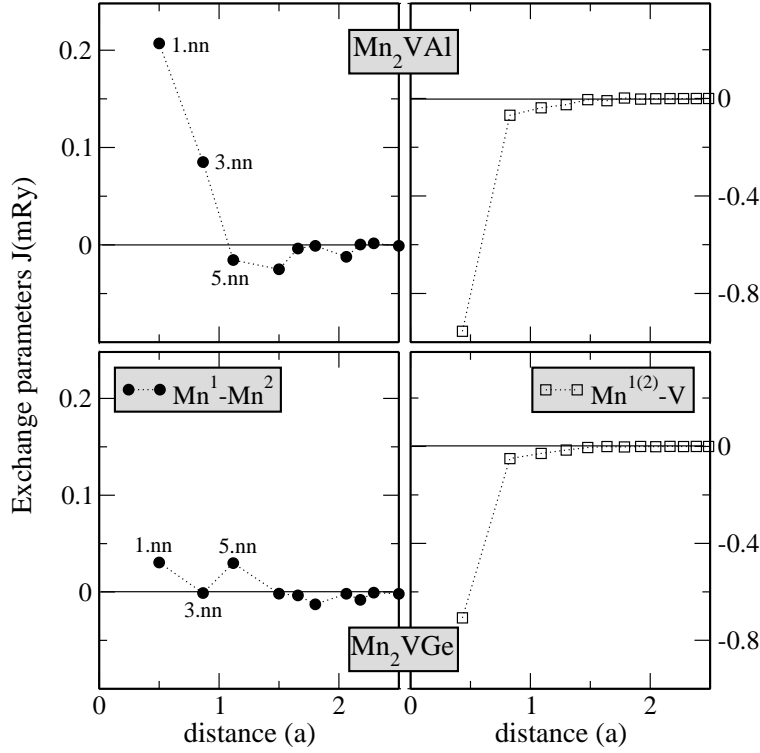 Mn2VAl
0.2
1.nn
0.1
3.nn
0
5.nn
0
-0.4
-0.8
Exchange parameters J(mRy)
Mn1-Mn2
Mn1(2)-V
0.2
0.1
1.nn
5.nn
0
3.nn
0
-0.4
-0.8
Mn2VGe
0 1 2
0 1 2
distance (a)
distance (a)